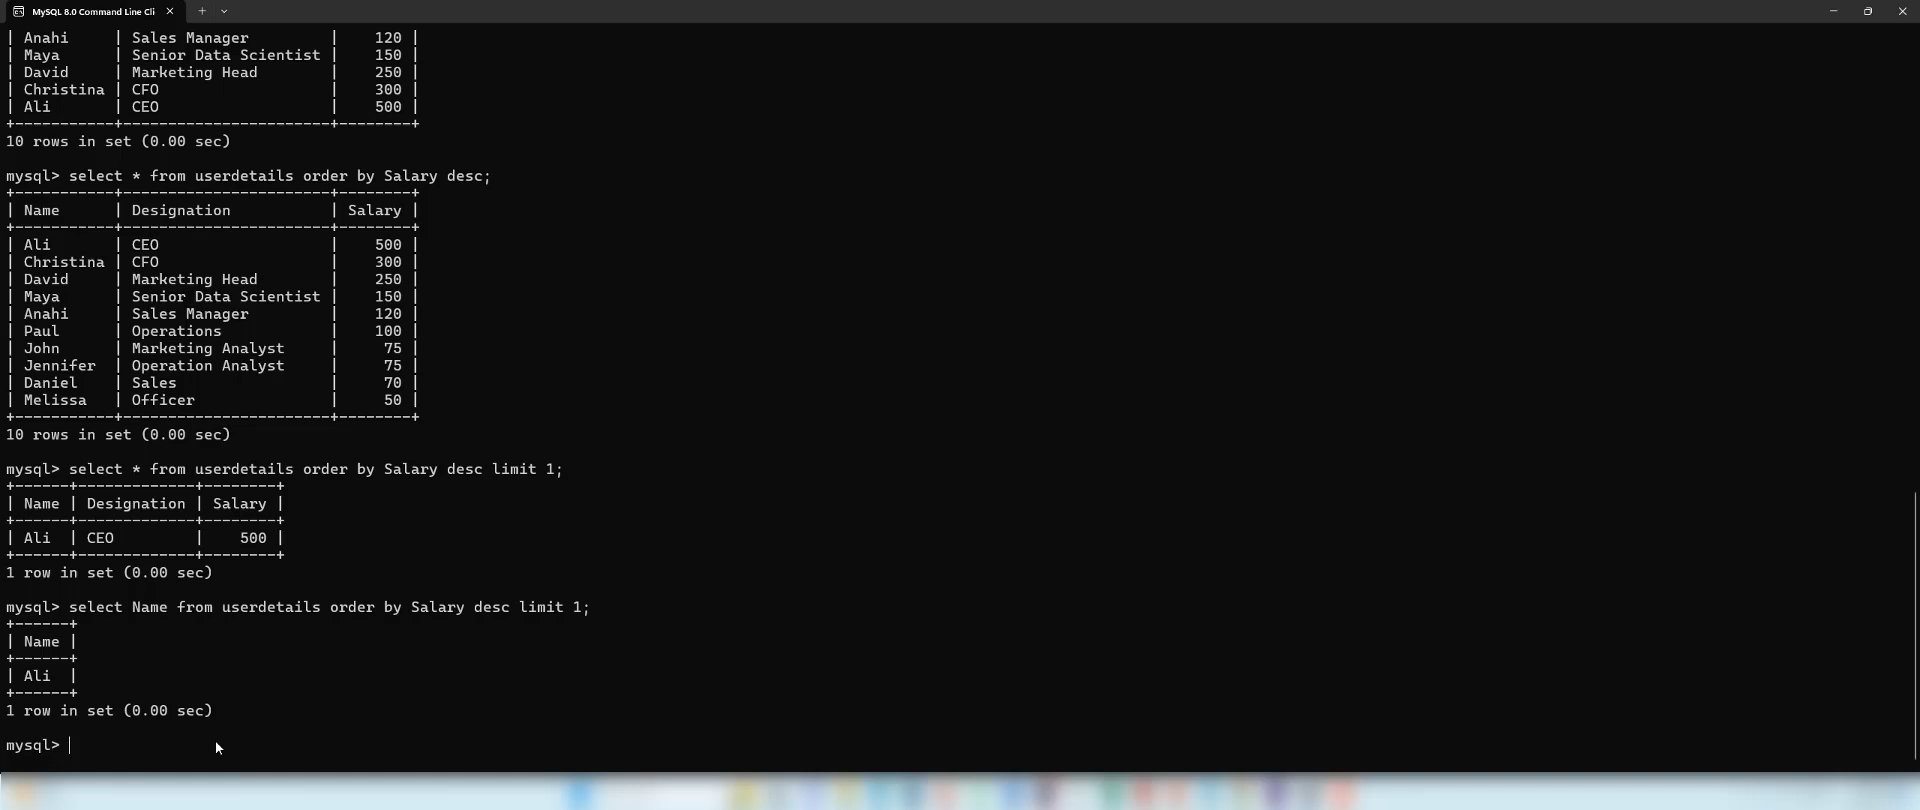 MySQL 8.0 Command Line Cli
| Anahi     | Sales Manager         |    120 |
| Maya      | Senior Data Scientist |    150 |
| David     | Marketing Head        |    250 |
| Christina | CFO                   |    300 |
| Ali       | CEO                   |    500 |
+-----------+-----------------------+--------+
10 rows in set (0.00 sec)
mysql> select * from userdetails order by Salary desc;
+-----------+-----------------------+--------+
| Name      | Designation           | Salary |
+-----------+-----------------------+--------+
| Ali       | CEO                   |    500 |
| Christina | CFO                   |    300 |
| David     | Marketing Head        |    250 |
| Maya      | Senior Data Scientist |    150 |
| Anahi     | Sales Manager         |    120 |
| Paul      | Operations            |    100 |
| John      | Marketing Analyst     |     75 |
| Jennifer  | Operation Analyst     |     75 |
| Daniel    | Sales                 |     70 |
| Melissa   | Officer               |     50 |
+-----------+-----------------------+--------+
10 rows in set (0.00 sec)
mysql> select * from userdetails order by Salary desc limit 1;
+------+-------------+--------+
| Name | Designation | Salary |
+------+-------------+--------+
| Ali  | CEO         |    500 |
+------+-------------+--------+
1 row in set (0.00 sec)
mysql> select Name from userdetails order by Salary desc limit 1;
+------+
| Name |
+------+
| Ali  |
+------+
1 row in set (0.00 sec)
mysql>